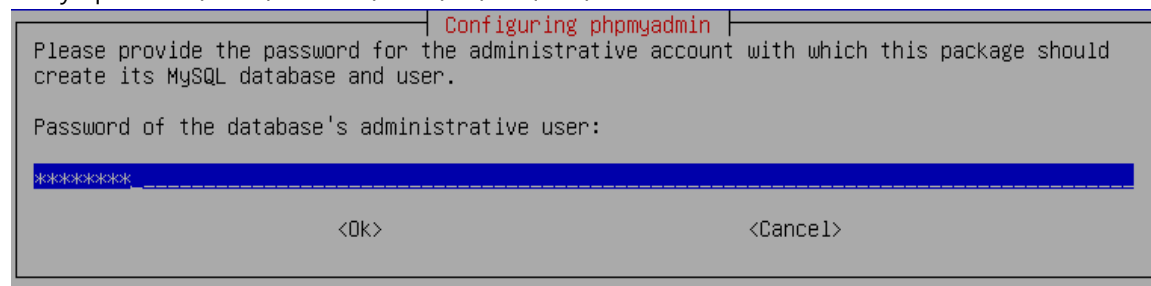 Configuring phpmyadmin
Please provide the password for the administrative account with which this package should
create its MySQL database and user.
Password of the database's administrative user:
********
<Ok> <Cancel>